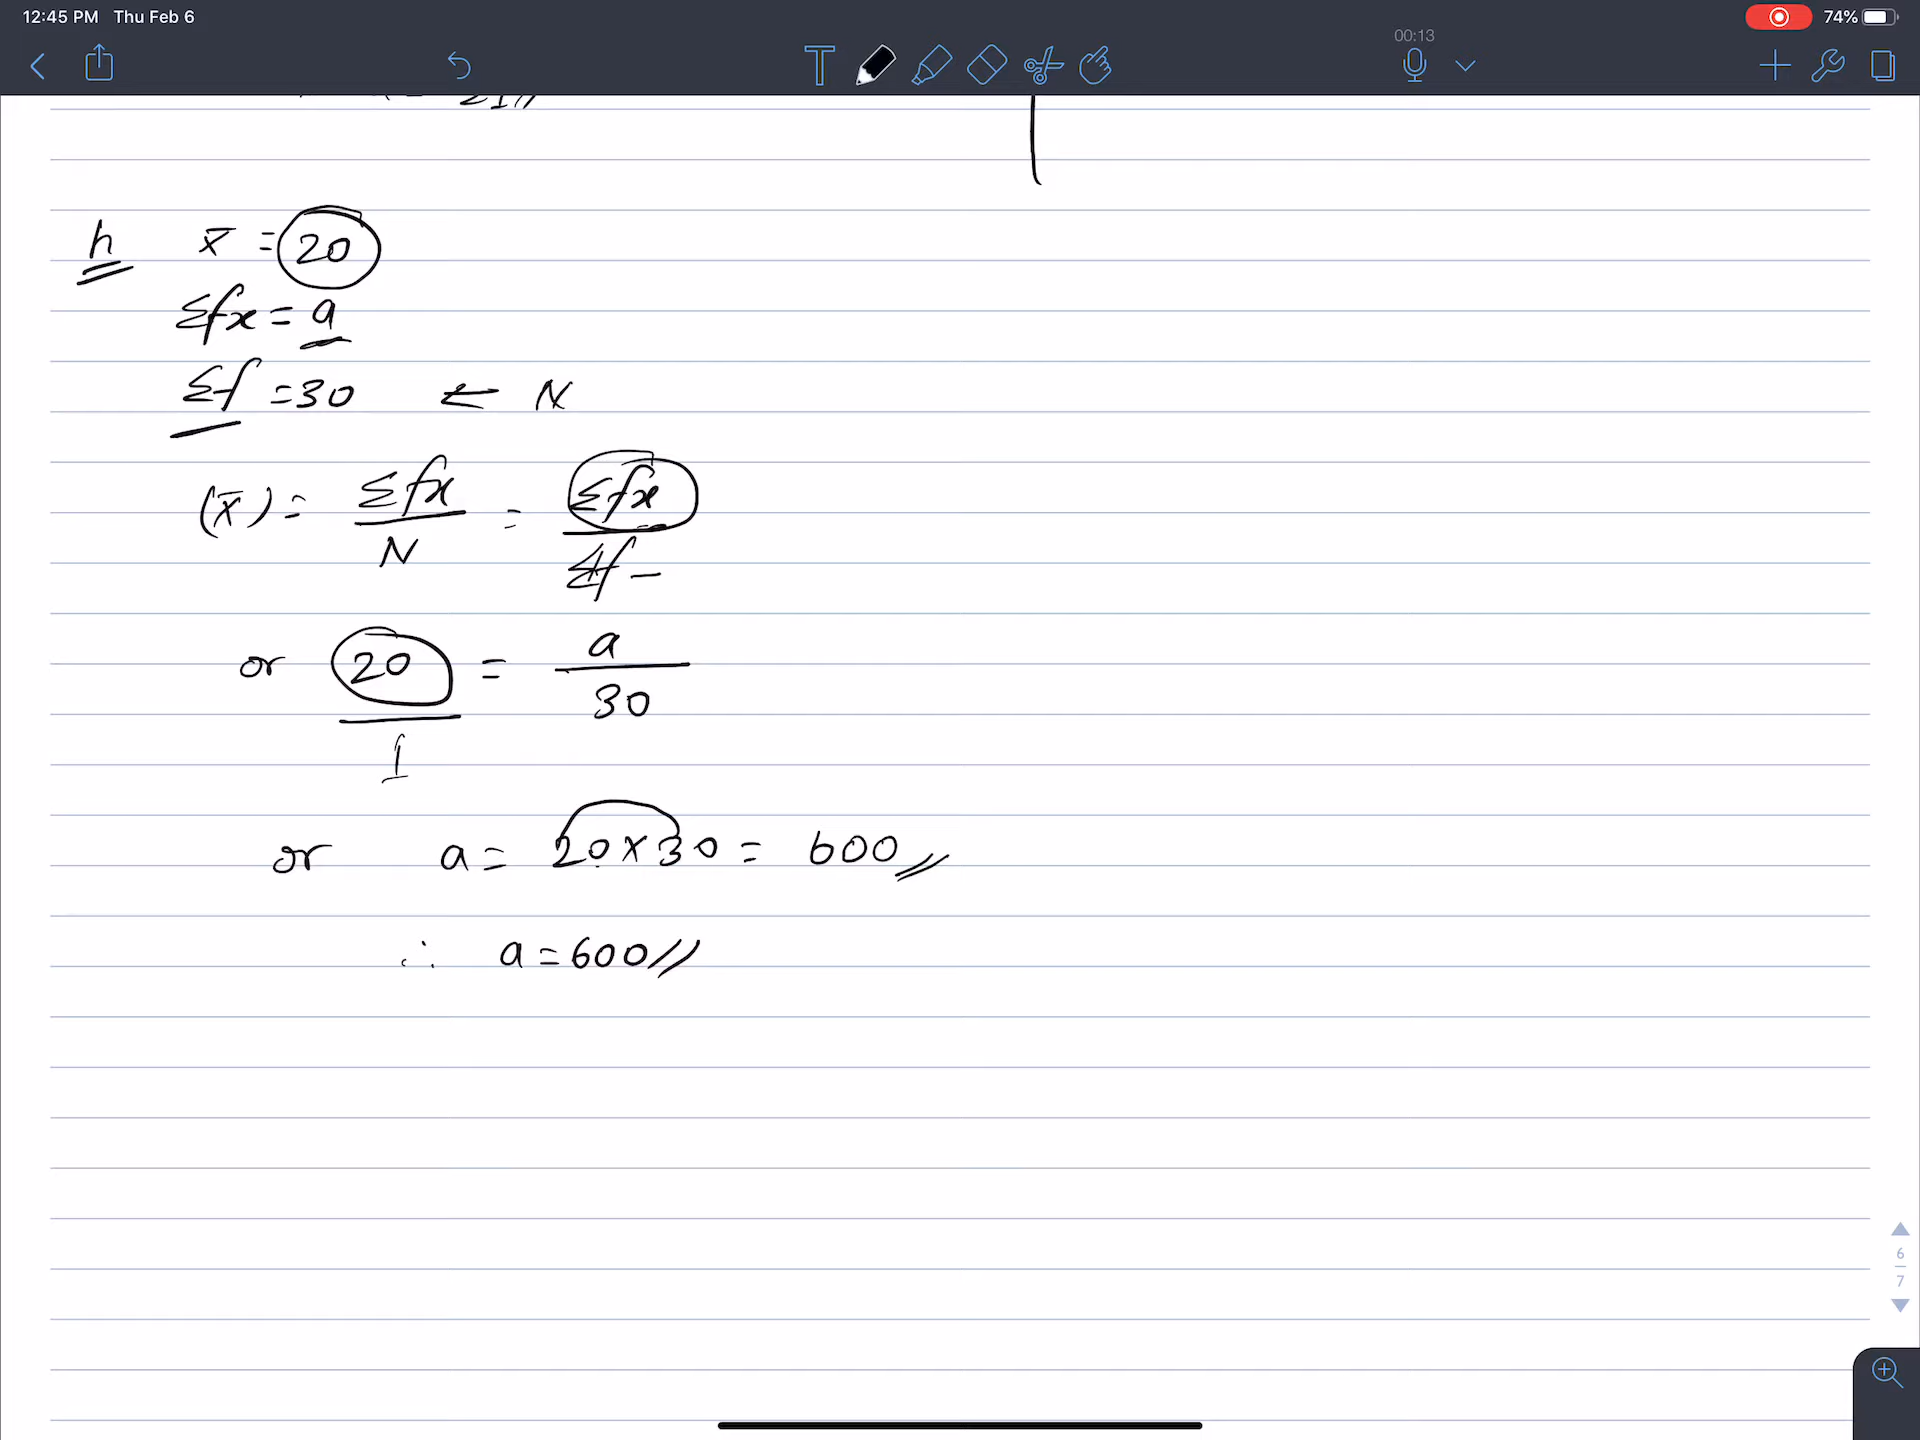 12:45 PM Thu Feb 6
74%
00:13
h x̄ = 20
Σfx = a
Σf = 30 ← N
(x̄) = Σfx/N = Σfx/Σf
or 20/1 = a/30
or a = 20 x 30 = 600 //
∴ a = 600 //
6
7